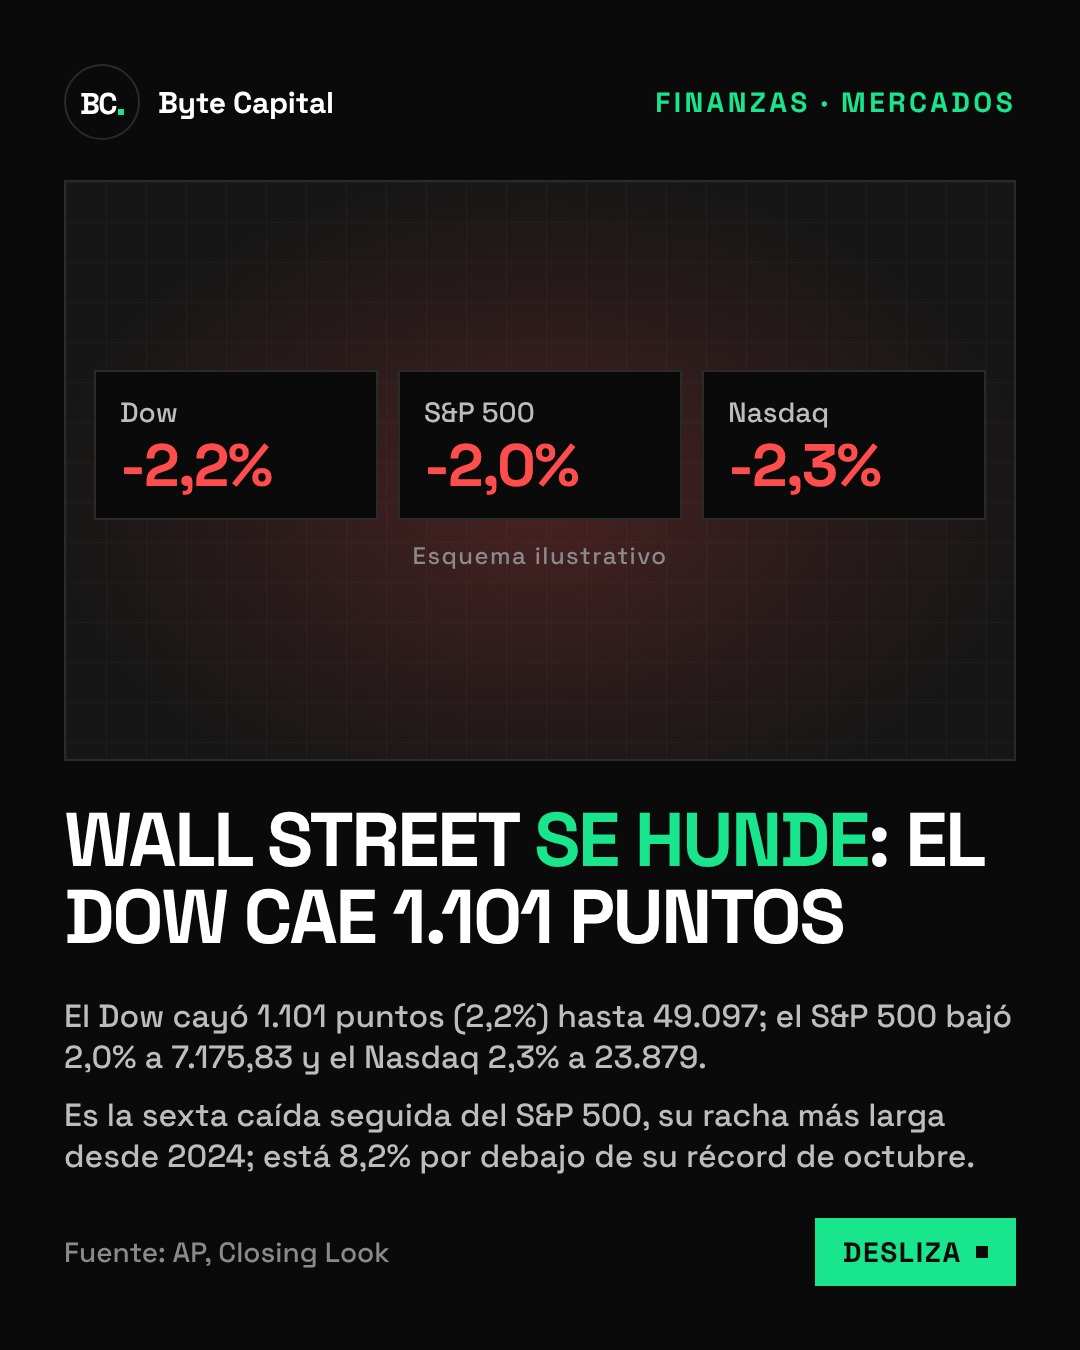 BC.
Byte Capital
FINANZAS · MERCADOS
Dow
-2,2%
S&P 500
-2,0%
Nasdaq
-2,3%
Esquema ilustrativo
WALL STREET SE HUNDE: EL
DOW CAE 1.101 PUNTOS
El Dow cayó 1.101 puntos (2,2%) hasta 49.097; el S&P 500 bajó
2,0% a 7.175,83 y el Nasdaq 2,3% a 23.879.
Es la sexta caída seguida del S&P 500, su racha más larga
desde 2024; está 8,2% por debajo de su récord de octubre.
Fuente: AP, Closing Look
DESLIZA